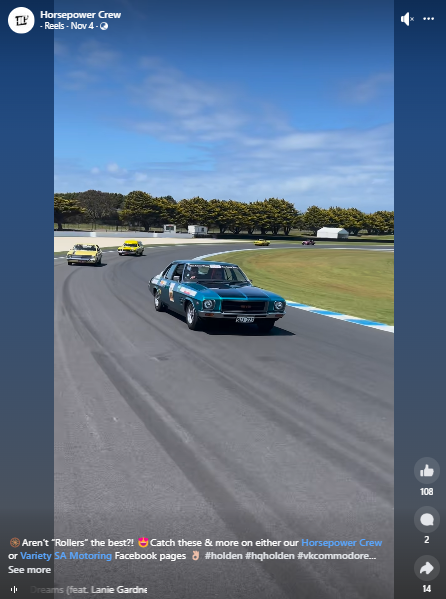 Horsepower Crew
· Reels · Nov 4 ·
Aren't "Rollers" the best?! Catch these & more on either our Horsepower Crew
or Variety SA Motoring Facebook pages #holden #hqholden #vkcommodore...
See more
Dreams (feat. Lanie Gardne
108
2
14